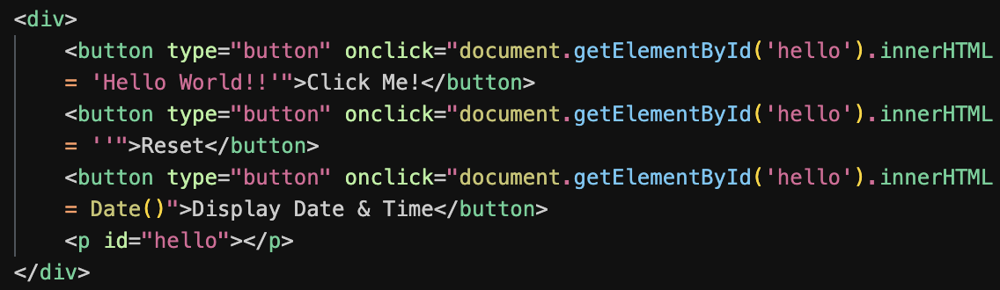 <div>
<button type="button" onclick="document.getElementById('hello').innerHTML
= 'Hello World!!'">Click Me!</button>
<button type="button" onclick="document.getElementById('hello').innerHTML
= ''">Reset</button>
<button type="button" onclick="document.getElementById('hello').innerHTML
= Date()">Display Date & Time</button>
<p id="hello"></p>
</div>